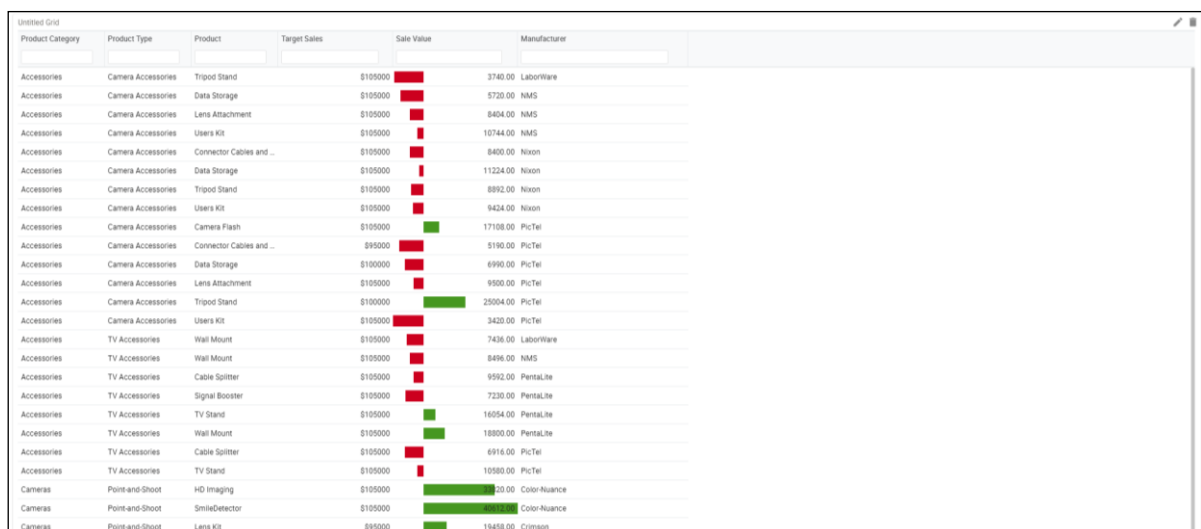 Untitled Grid
Product Category Product Type Product Target Sales Sale Value Manufacturer
Accessories Camera Accessories Tripod Stand $105000 3740.00 LaborWare
Accessories Camera Accessories Data Storage $105000 5720.00 NMS
Accessories Camera Accessories Lens Attachment $105000 8404.00 NMS
Accessories Camera Accessories Users Kit $105000 10744.00 NMS
Accessories Camera Accessories Connector Cables and ... $105000 8400.00 Nixon
Accessories Camera Accessories Data Storage $105000 11224.00 Nixon
Accessories Camera Accessories Tripod Stand $105000 8892.00 Nixon
Accessories Camera Accessories Users Kit $105000 9424.00 Nixon
Accessories Camera Accessories Camera Flash $105000 17108.00 PicTel
Accessories Camera Accessories Connector Cables and ... $95000 5190.00 PicTel
Accessories Camera Accessories Data Storage $100000 6990.00 PicTel
Accessories Camera Accessories Lens Attachment $105000 9500.00 PicTel
Accessories Camera Accessories Tripod Stand $100000 25004.00 PicTel
Accessories Camera Accessories Users Kit $105000 3420.00 PicTel
Accessories TV Accessories Wall Mount $105000 7436.00 LaborWare
Accessories TV Accessories Wall Mount $105000 8496.00 NMS
Accessories TV Accessories Cable Splitter $105000 9592.00 PentaLite
Accessories TV Accessories Signal Booster $105000 7230.00 PentaLite
Accessories TV Accessories TV Stand $105000 16054.00 PentaLite
Accessories TV Accessories Wall Mount $105000 18800.00 PentaLite
Accessories TV Accessories Cable Splitter $105000 6916.00 PicTel
Accessories TV Accessories TV Stand $105000 10580.00 PicTel
Cameras Point-and-Shoot HD Imaging $105000 Color-Nuance
Cameras Point-and-Shoot SmileDetector $105000 40612.00 Color-Nuance
Cameras Point-and-Shoot Lens Kit $95000 19458.00 Crimson